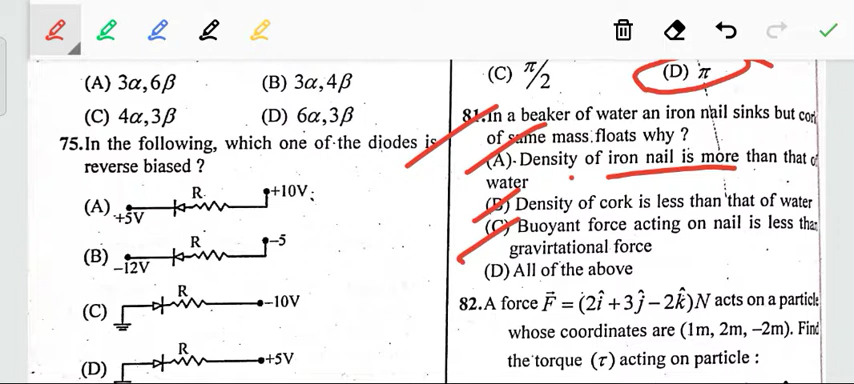 (A) 3α,6β
(B) 3α,4β
(C) 4α,3β
(D) 6α,3β
75.In the following, which one of the diodes is
reverse biased ?
(A) +5V R +10V;
(B) -12V R -5
(C) R -10V
(D) R +5V
(C) π/2
(D) π
81.In a beaker of water an iron nail sinks but
of same mass floats why ?
(A) Density of iron nail is more than that
water
(B) Density of cork is less than that of water
(C) Buoyant force acting on nail is less than
gravirtational force
(D) All of the above
82.A force F⃗ = (2î+3ĵ−2k̂)N acts on a particle
whose coordinates are (1m, 2m, −2m). Find
the torque (τ) acting on particle :